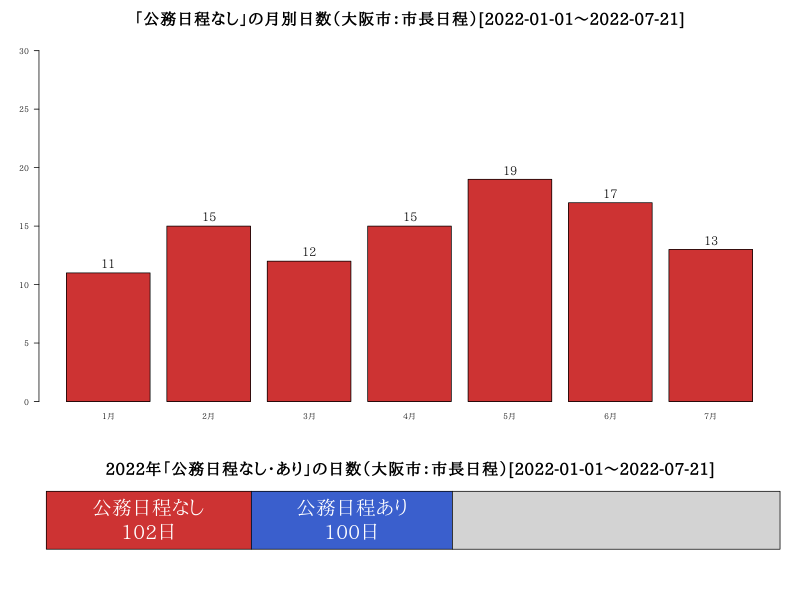 「公務日程なし」の月別日数(大阪市：市長日程)[2022-01-01〜2022-07-21]
30
25
20
15
10
5
0
11
15
12
15
19
17
13
1月
2月
3月
4月
5月
6月
7月
2022年「公務日程なし・あり」の日数(大阪市：市長日程)[2022-01-01〜2022-07-21]
公務日程なし
102日
公務日程あり
100日